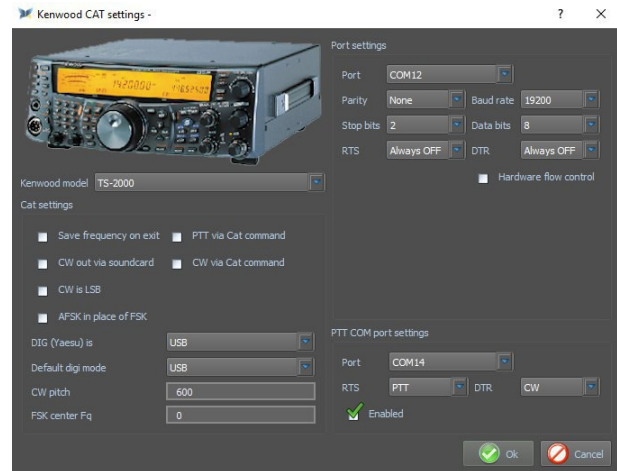 Kenwood CAT settings -
?
Port settings
Port COM12
Parity None Baud rate 19200
Stop bits 2 Data bits 8
RTS Always OFF DTR Always OFF
Hardware flow control
Kenwood model TS-2000
Cat settings
Save frequency on exit PTT via Cat command
CW out via soundcard CW via Cat command
CW is LSB
AFSK in place of FSK
DIG (Yaesu) is USB
Default digi mode USB
CW pitch 600
FSK center Fq 0
PTT COM port settings
Port COM14
RTS PTT DTR CW
Enabled
Ok Cancel